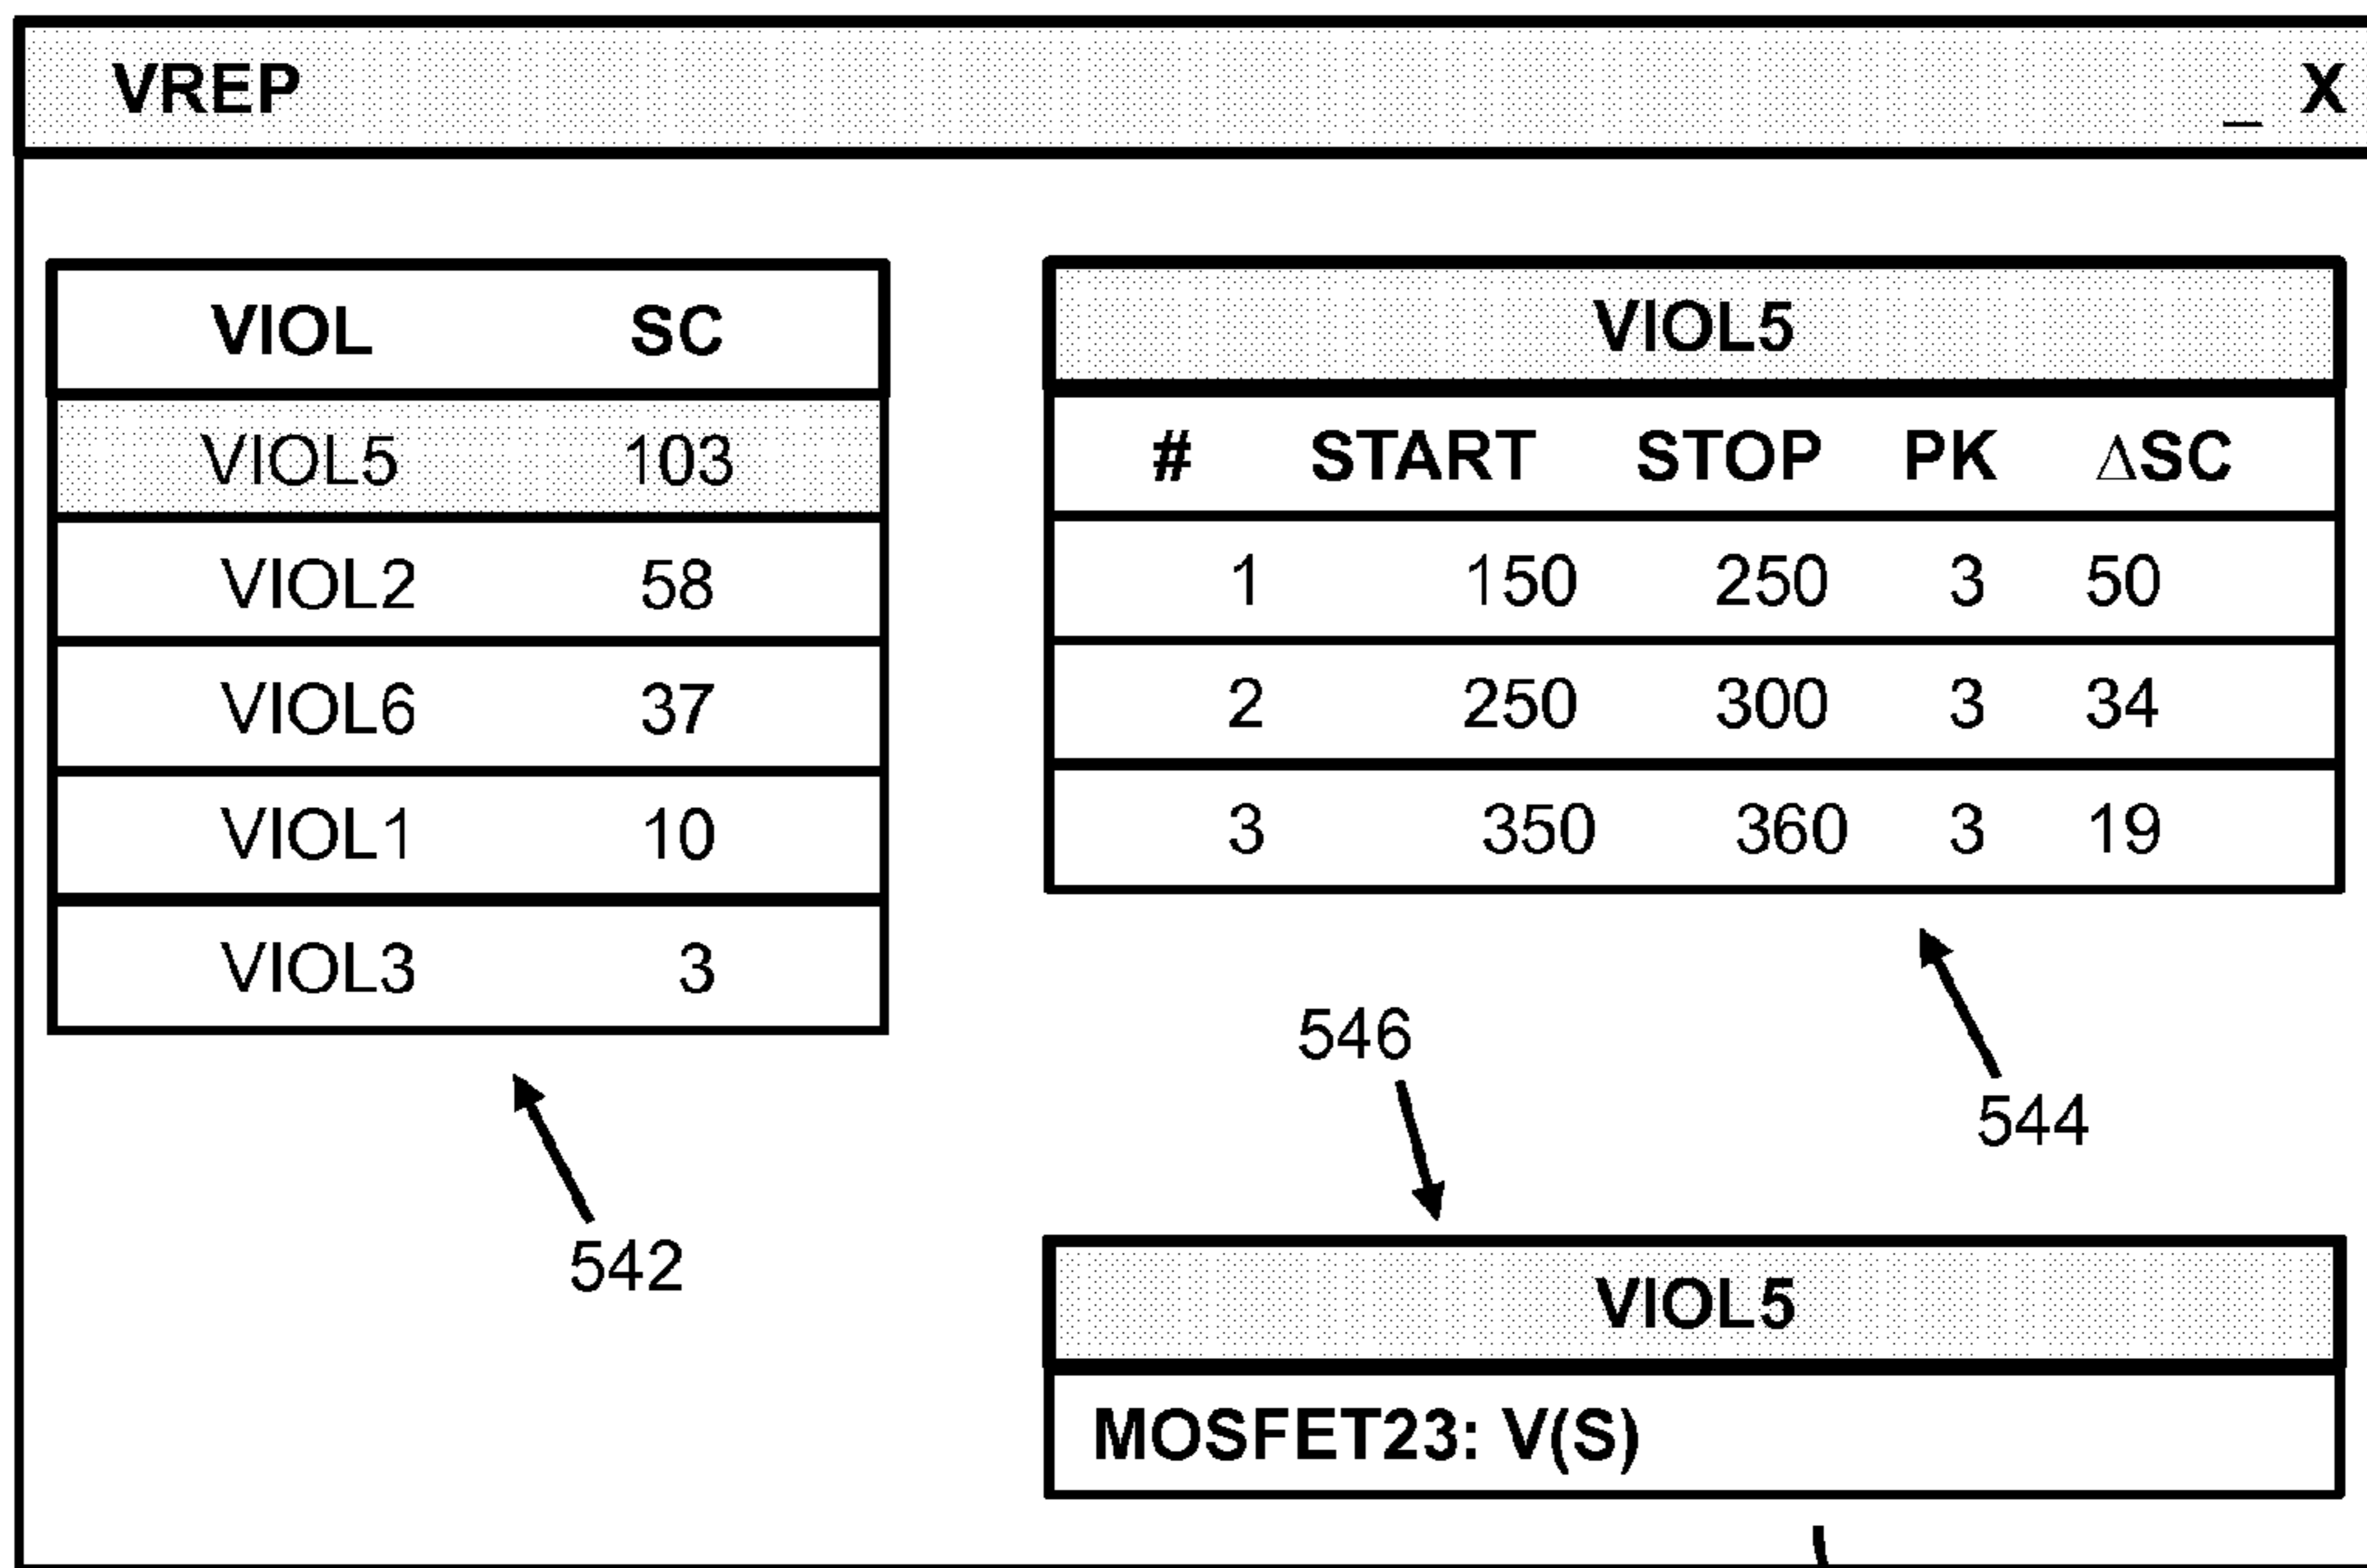 VREP _ X
VIOL SC
VIOL5 103
VIOL2 58
VIOL6 37
VIOL1 10
VIOL3 3
542
VIOL5
# START STOP PK ΔSC
1 150 250 3 50
2 250 300 3 34
3 350 360 3 19
544
546
VIOL5
MOSFET23: V(S)